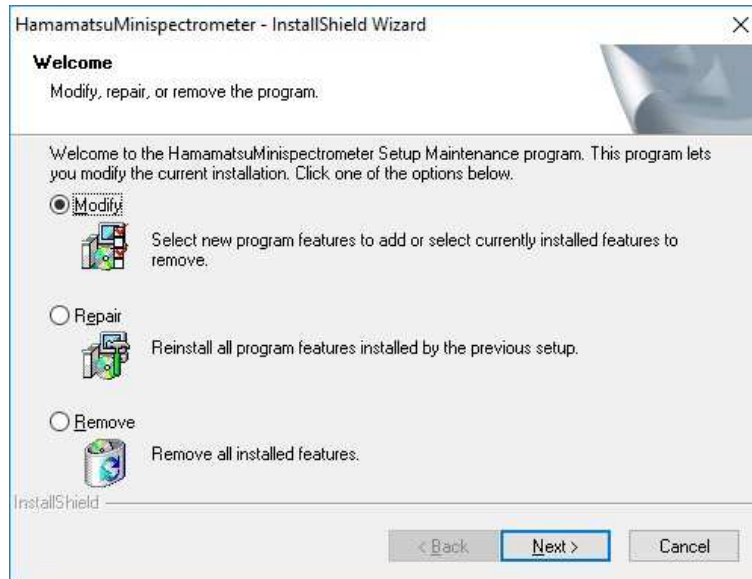 HamamatsuMinispectrometer - InstallShield Wizard
Welcome
Modify, repair, or remove the program.
Welcome to the HamamatsuMinispectrometer Setup Maintenance program. This program lets
you modify the current installation. Click one of the options below.
Modify
Select new program features to add or select currently installed features to
remove.
Repair
Reinstall all program features installed by the previous setup.
Remove
Remove all installed features.
InstallShield
< Back
Next >
Cancel